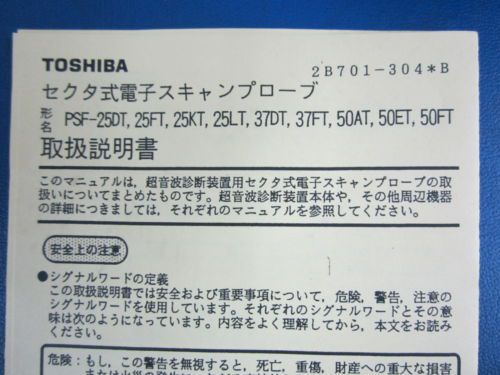 TOSHIBA
2B701-304*B
セクタ式電子スキャンプローブ
形名 PSF-25DT, 25FT, 25KT, 25LT, 37DT, 37FT, 50AT, 50ET, 50FT
取扱説明書
このマニュアルは，超音波診断装置用セクタ式電子スキャンプローブの取
扱いについてまとめたものです。超音波診断装置本体や，その他周辺機器
の詳細につきましては，それぞれのマニュアルを参照してください。
安全上の注意
●シグナルワードの定義
この取扱説明書では安全および重要事項について，危険，警告，注意の
シグナルワードを使用しています。それぞれのシグナルワードとその意
味は次のようになっています。内容をよく理解してから，本文をお読み
ください。
危険：もし，この警告を無視すると，死亡，重傷，財産への重大な損害